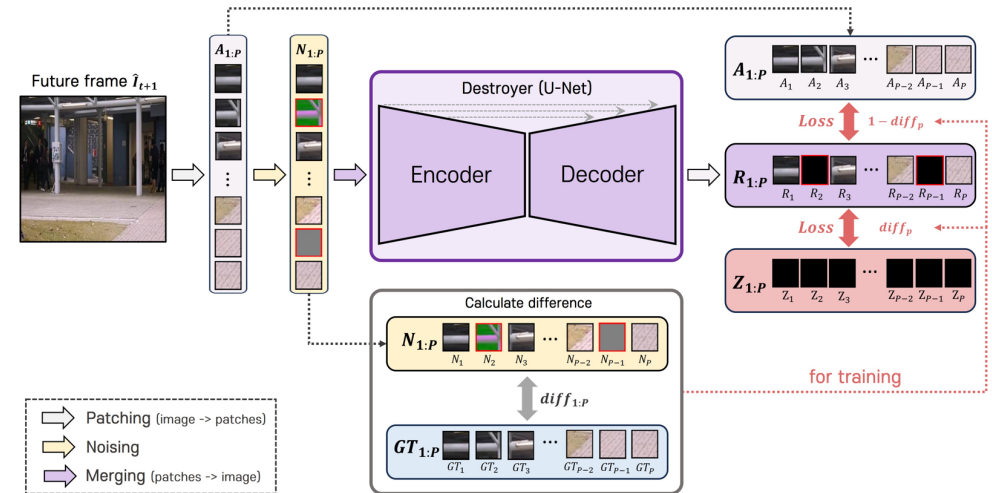 Future frame Î_{t+1}
A_{1:P}
N_{1:P}
Destroyer (U-Net)
Encoder
Decoder
A_{1:P}
A_1 A_2 A_3 ... A_{P-2} A_{P-1} A_P
Loss 1 − diff_p
R_{1:P}
R_1 R_2 R_3 ... R_{P-2} R_{P-1} R_P
Loss diff_p
Z_{1:P}
Z_1 Z_2 Z_3 ... Z_{P-2} Z_{P-1} Z_P
Calculate difference
N_{1:P}
N_1 N_2 N_3 ... N_{P-2} N_{P-1} N_P
diff_{1:P}
GT_{1:P}
GT_1 GT_2 GT_3 ... GT_{P-2} GT_{P-1} GT_P
for training
Patching (image -> patches)
Noising
Merging (patches -> image)